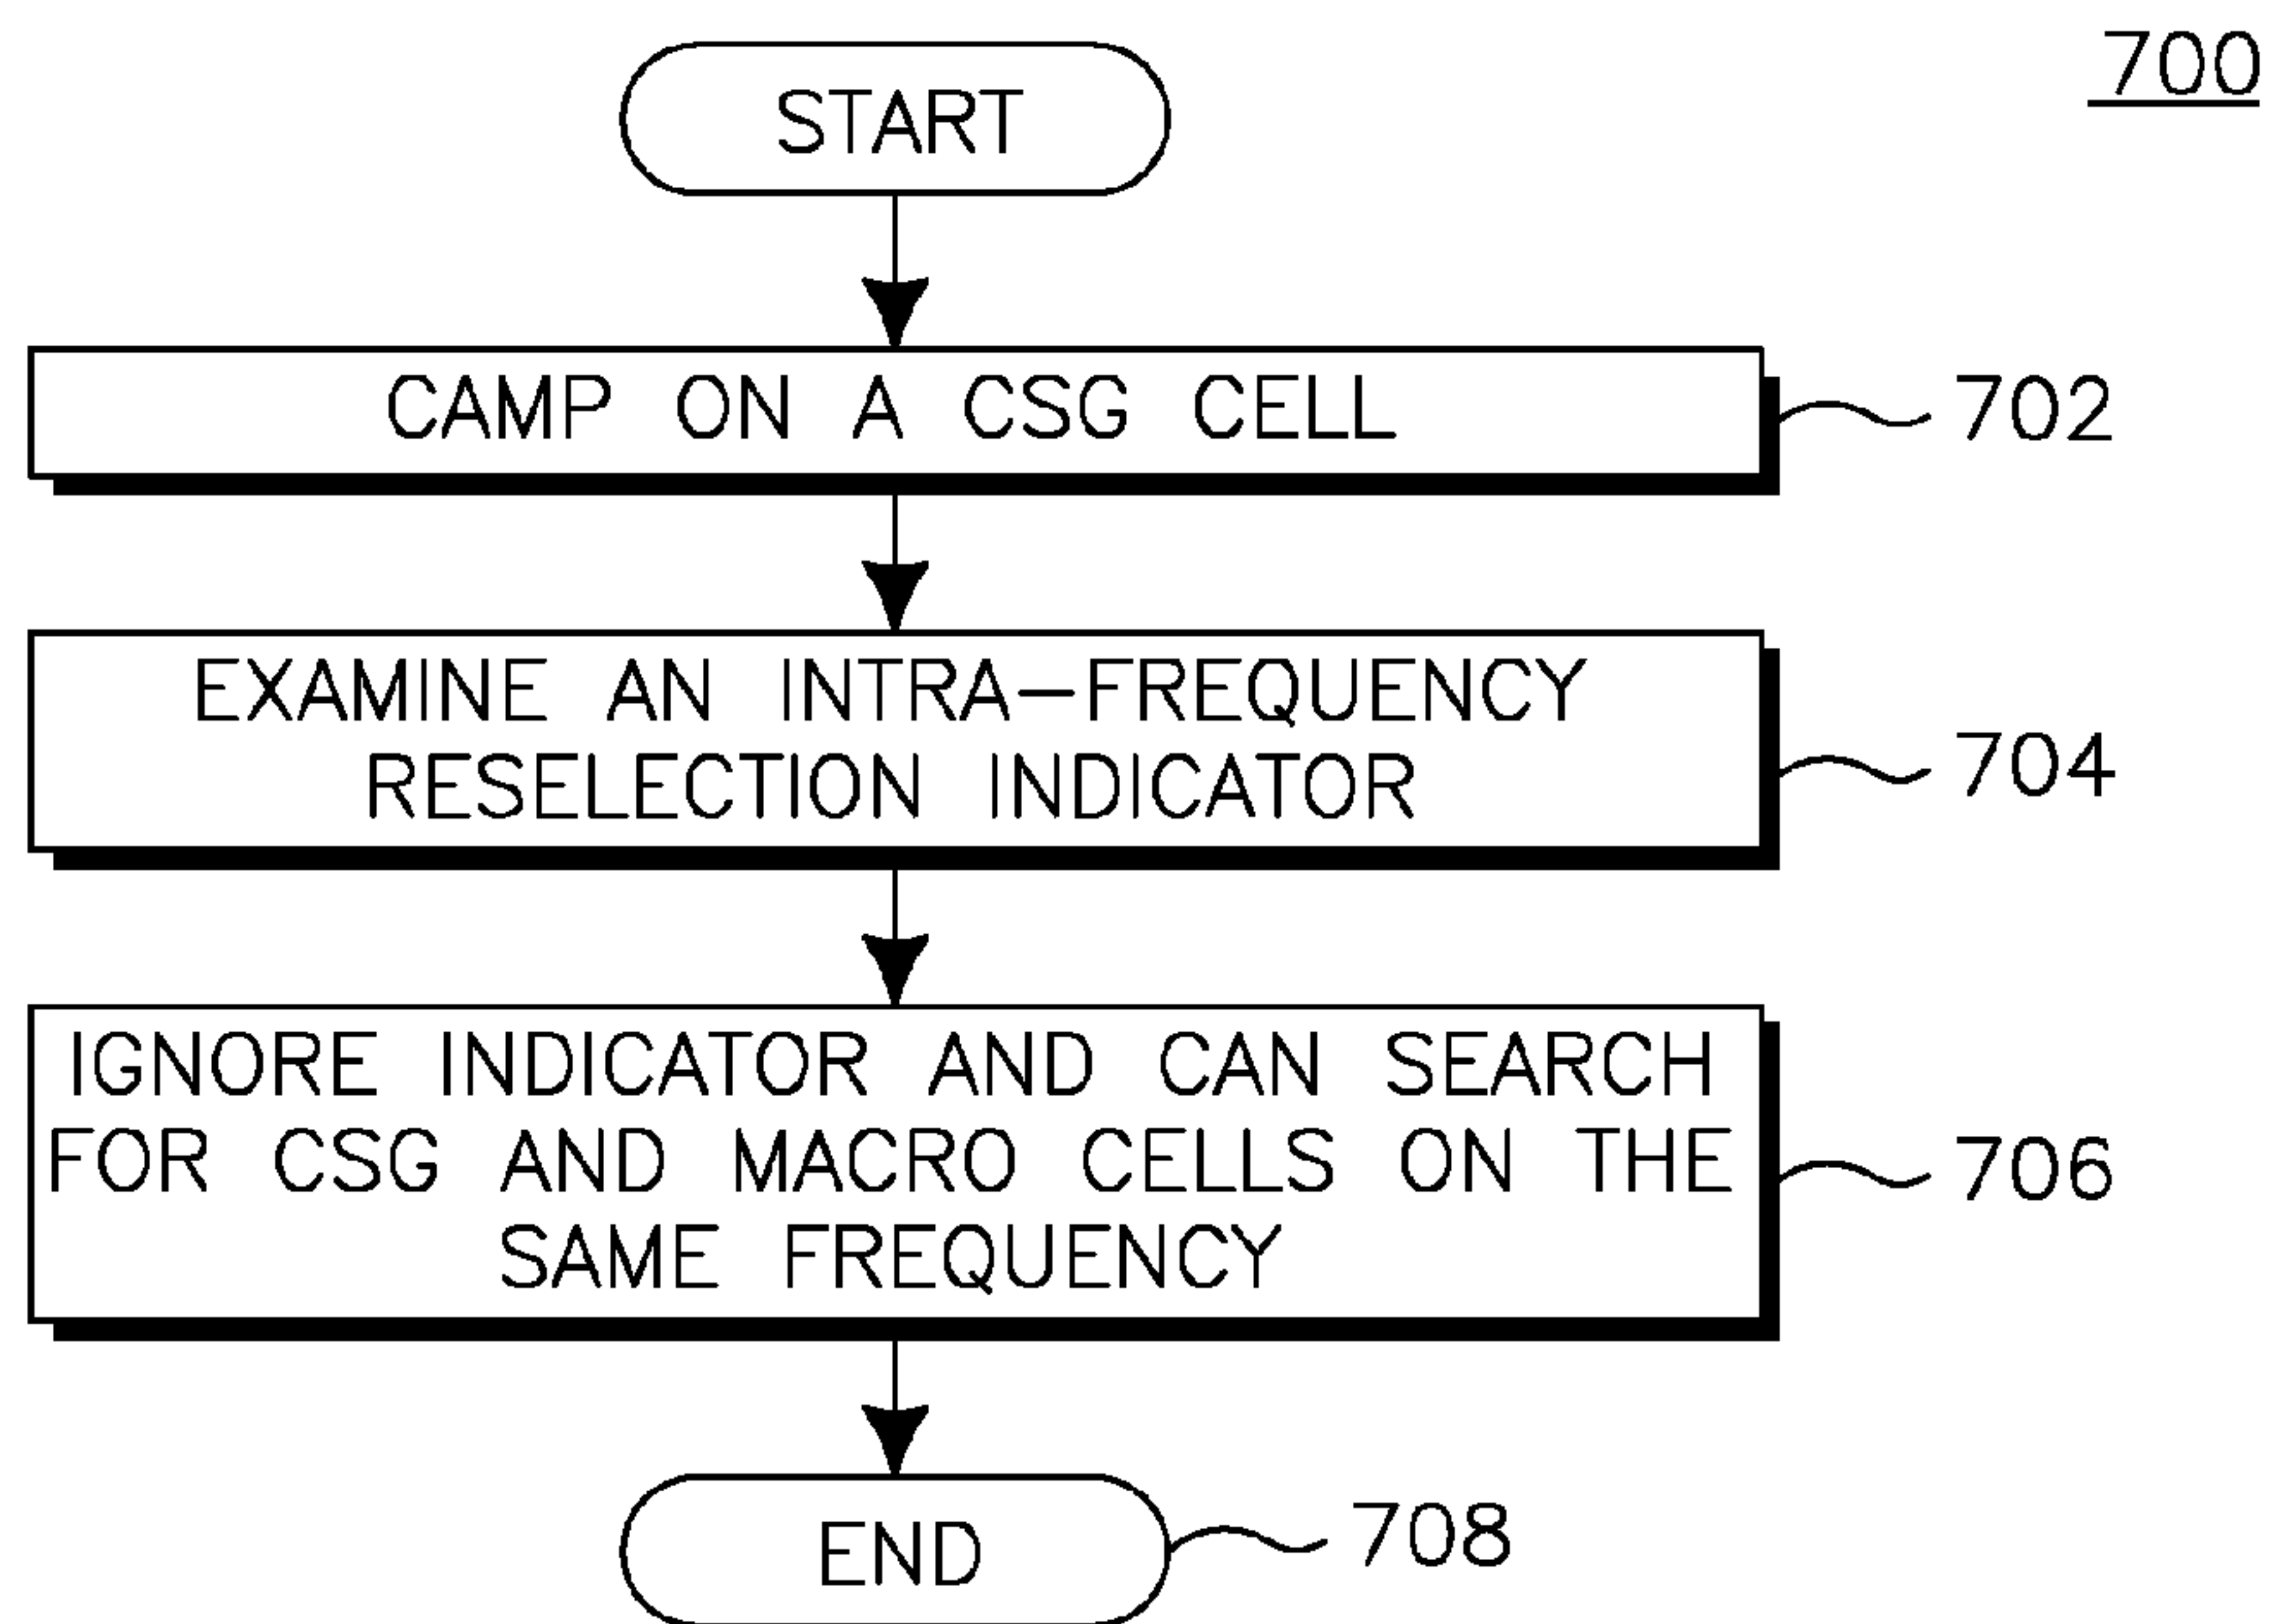 700
START
CAMP ON A CSG CELL
702
EXAMINE AN INTRA-FREQUENCY
RESELECTION INDICATOR
704
IGNORE INDICATOR AND CAN SEARCH
FOR CSG AND MACRO CELLS ON THE
SAME FREQUENCY
706
END
708